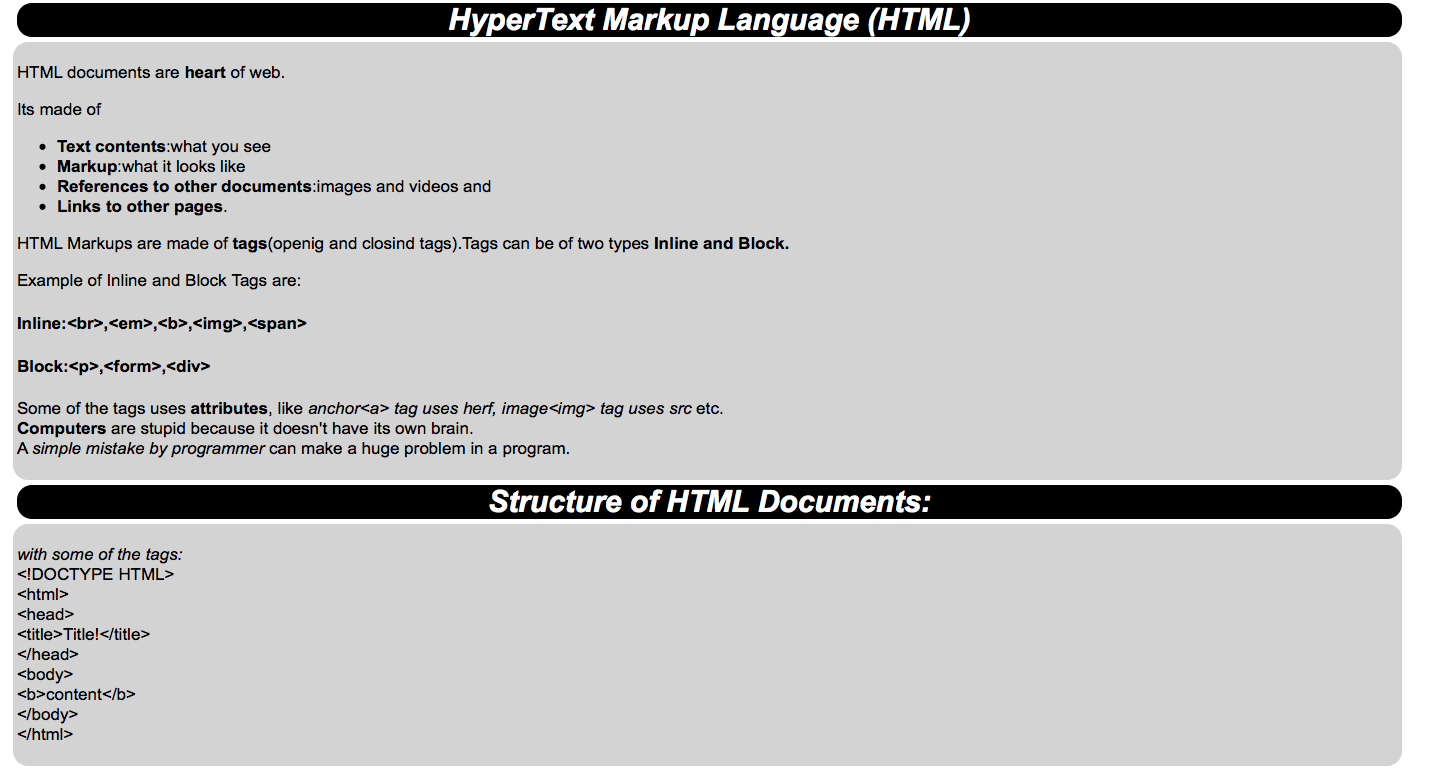 HyperText Markup Language (HTML)
HTML documents are heart of web.
Its made of
• Text contents:what you see
• Markup:what it looks like
• References to other documents:images and videos and
• Links to other pages.
HTML Markups are made of tags(openig and closind tags).Tags can be of two types Inline and Block.
Example of Inline and Block Tags are:
Inline:<br>,<em>,<b>,<img>,<span>
Block:<p>,<form>,<div>
Some of the tags uses attributes, like anchor<a> tag uses herf, image<img> tag uses src etc.
Computers are stupid because it doesn't have its own brain.
A simple mistake by programmer can make a huge problem in a program.
Structure of HTML Documents:
with some of the tags:
<!DOCTYPE HTML>
<html>
<head>
<title>Title!</title>
</head>
<body>
<b>content</b>
</body>
</html>